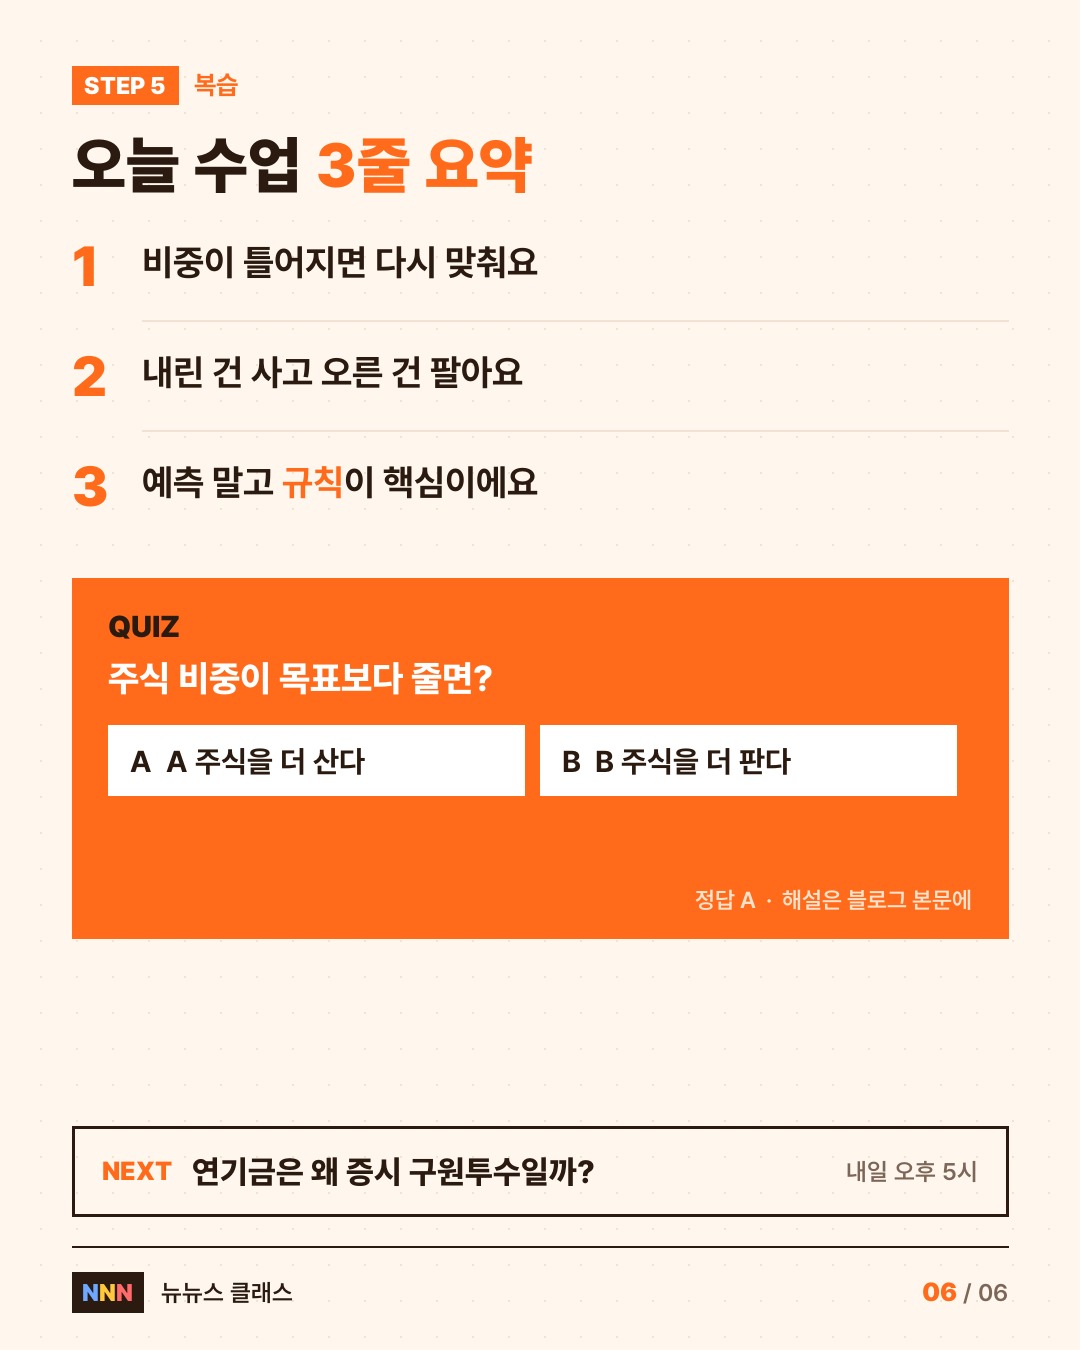 STEP 5 복습
오늘 수업 3줄 요약
1 비중이 틀어지면 다시 맞춰요
2 내린 건 사고 오른 건 팔아요
3 예측 말고 규칙이 핵심이에요
QUIZ
주식 비중이 목표보다 줄면?
A A 주식을 더 산다
B B 주식을 더 판다
정답 A · 해설은 블로그 본문에
NEXT 연기금은 왜 증시 구원투수일까? 내일 오후 5시
NNN 뉴뉴스 클래스 06 / 06